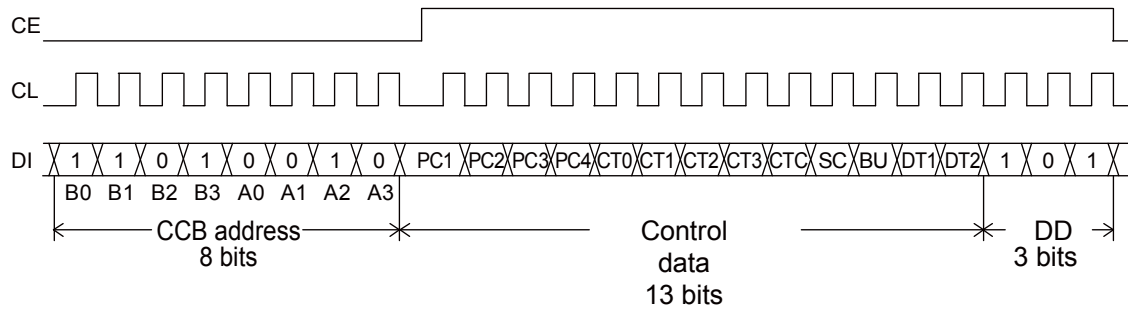 CE
CL
DI 1 1 0 1 0 0 1 0 PC1 PC2 PC3 PC4 CT0 CT1 CT2 CT3 CTC SC BU DT1 DT2 1 0 1
B0 B1 B2 B3 A0 A1 A2 A3
CCB address
8 bits
Control
data
13 bits
DD
3 bits